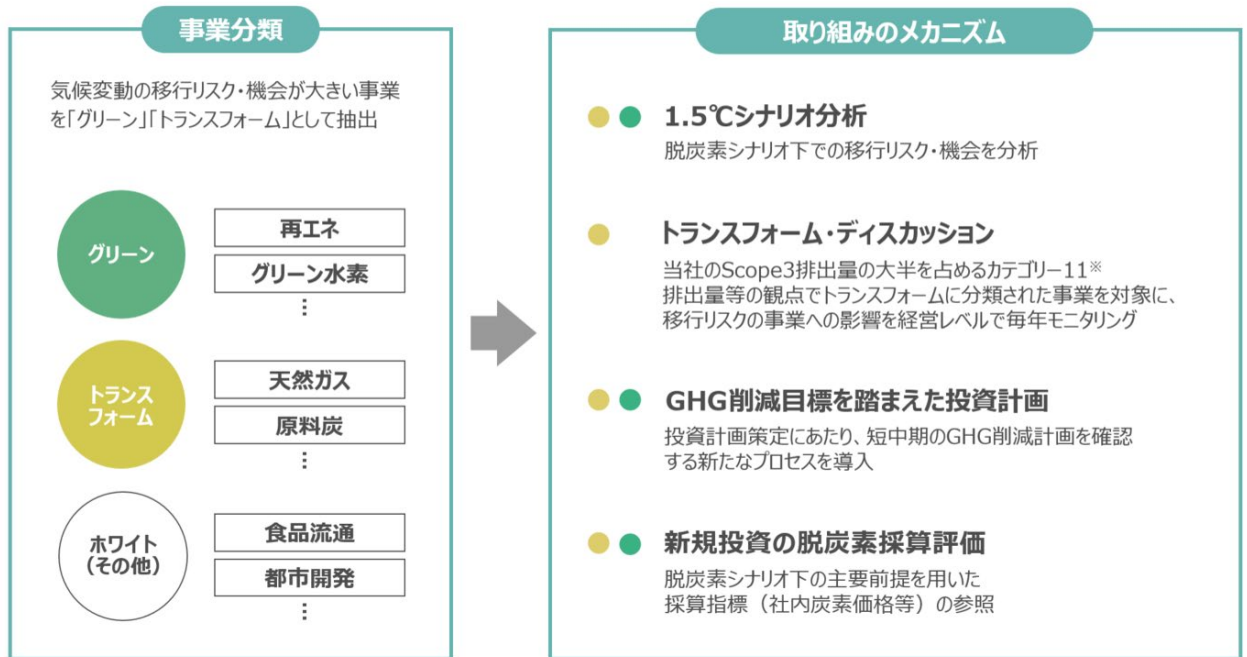 事業分類
気候変動の移行リスク・機会が大きい事業
を「グリーン」「トランスフォーム」として抽出
グリーン
再エネ
グリーン水素
⋮
トランス
フォーム
天然ガス
原料炭
⋮
ホワイト
（その他）
食品流通
都市開発
⋮
取り組みのメカニズム
1.5℃シナリオ分析
脱炭素シナリオ下での移行リスク・機会を分析
トランスフォーム・ディスカッション
当社のScope3排出量の大半を占めるカテゴリー11※
排出量等の観点でトランスフォームに分類された事業を対象に、
移行リスクの事業への影響を経営レベルで毎年モニタリング
GHG削減目標を踏まえた投資計画
投資計画策定にあたり、短中期のGHG削減計画を確認
する新たなプロセスを導入
新規投資の脱炭素採算評価
脱炭素シナリオ下の主要前提を用いた
採算指標（社内炭素価格等）の参照